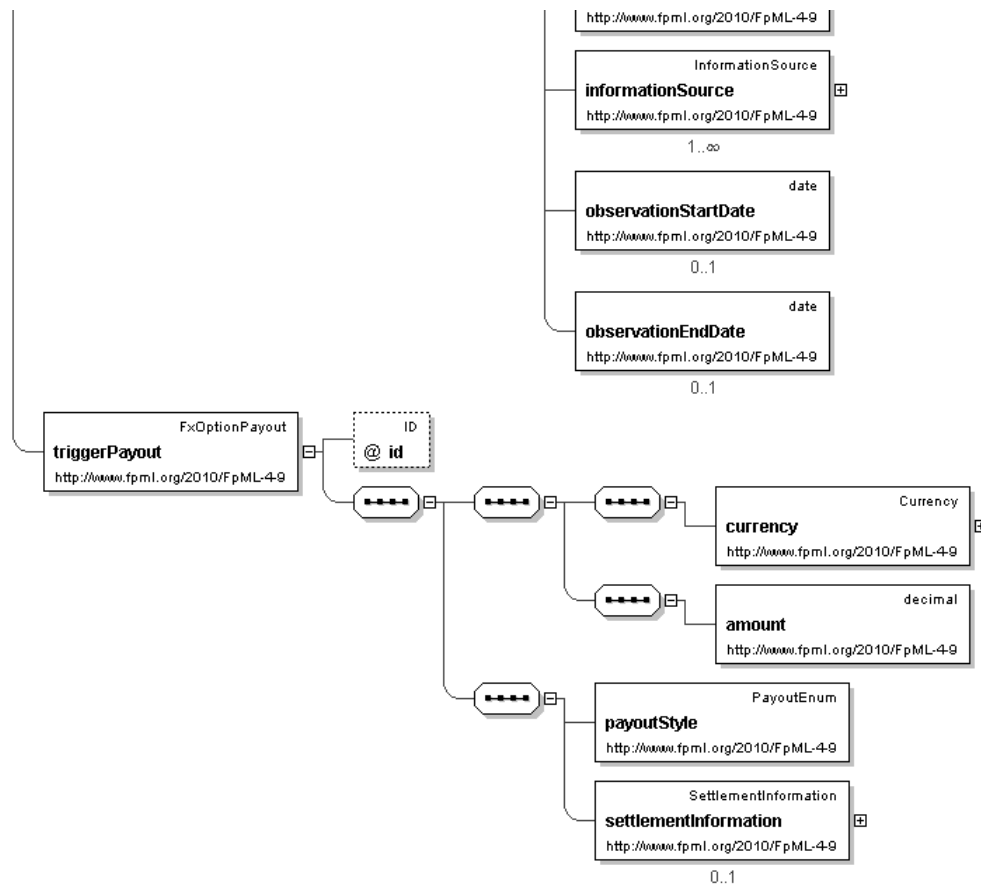 http://www.fpml.org/2010/FpML-4-9
InformationSource
informationSource
http://www.fpml.org/2010/FpML-4-9
1..∞
date
observationStartDate
http://www.fpml.org/2010/FpML-4-9
0..1
date
observationEndDate
http://www.fpml.org/2010/FpML-4-9
0..1
FxOptionPayout
triggerPayout
http://www.fpml.org/2010/FpML-4-9
ID
@ id
Currency
currency
http://www.fpml.org/2010/FpML-4-9
decimal
amount
http://www.fpml.org/2010/FpML-4-9
PayoutEnum
payoutStyle
http://www.fpml.org/2010/FpML-4-9
SettlementInformation
settlementInformation
http://www.fpml.org/2010/FpML-4-9
0..1